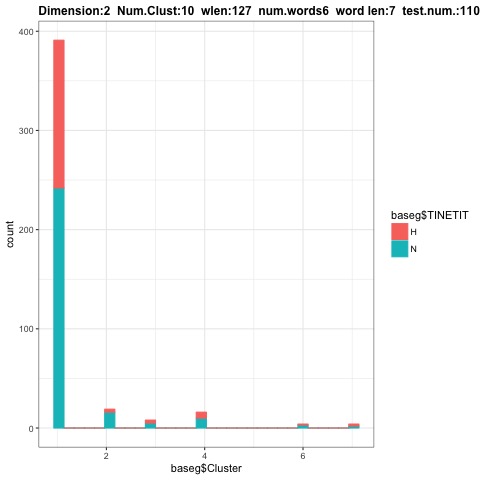 Dimension:2 Num.Clust:10 wlen:127 num.words6 word len:7 test.num.:110
400
300
200
100
0
count
2 4 6
baseg$Cluster
baseg$TINETIT
H
N